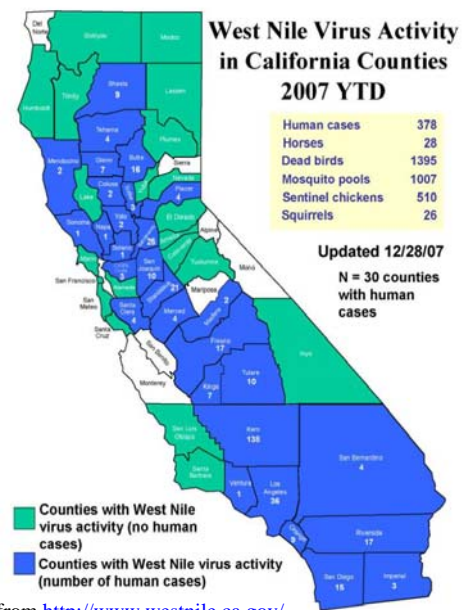 West Nile Virus Activity
in California Counties
2007 YTD
Human cases 378
Horses 28
Dead birds 1395
Mosquito pools 1007
Sentinel chickens 510
Squirrels 26
Updated 12/28/07
N = 30 counties
with human
cases
Del
Norte
Siskiyou
Modoc
Humboldt
Trinity
Shasta
9
Lassen
Tehama
4
Plumas
Mendocino
2
Glenn
7
Butte
16
Sierra
Nevada
Placer
4
Lake
Colusa
2
Yolo
2
El Dorado
Alpine
Sonoma
1
Napa
1
Solano
1
25
Tuolumne
Mono
Marin
3
San
Joaquin
10
San Francisco
Alameda
21
Mariposa
San
Mateo
Santa
Clara
4
Merced
4
Madera
2
Santa
Cruz
San Benito
Fresno
17
Inyo
Monterey
Kings
7
Tulare
10
San Luis
Obispo
Kern
138
San Bernardino
4
Santa
Barbara
Ventura
1
Los
Angeles
36
9
Riverside
17
San Diego
15
Imperial
3
Counties with West Nile
virus activity (no human
cases)
Counties with West Nile virus activity
(number of human cases)
from http://www.westnile.ca.gov/